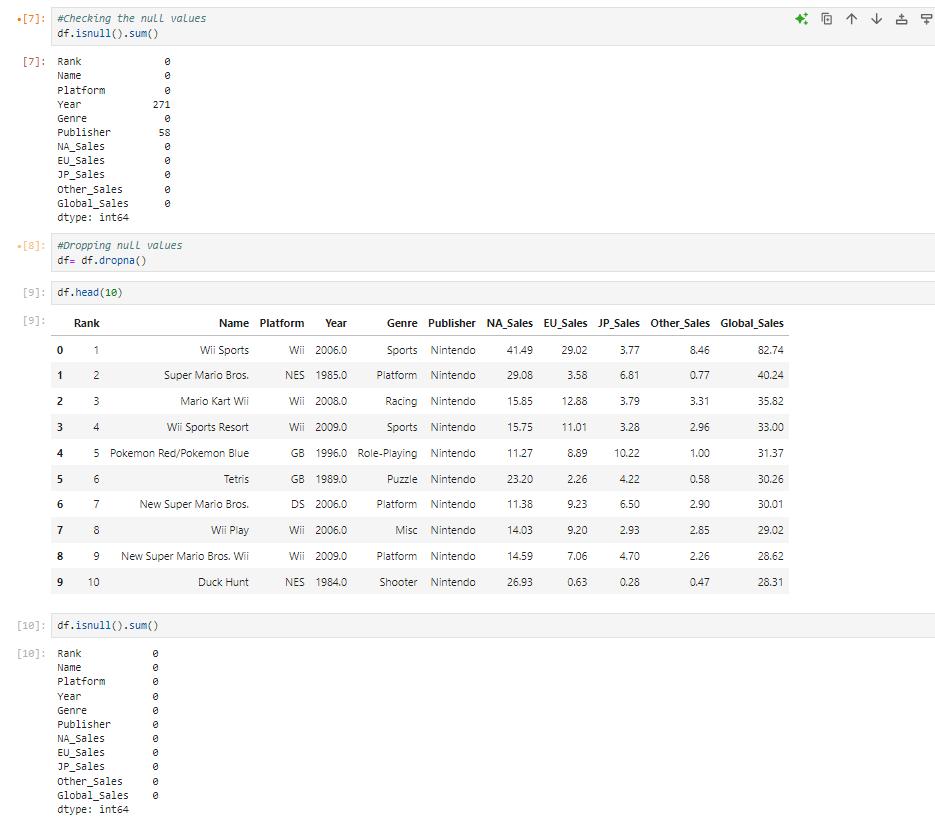 [7]: #Checking the null values
df.isnull().sum()
[7]: Rank 0
Name 0
Platform 0
Year 271
Genre 0
Publisher 58
NA_Sales 0
EU_Sales 0
JP_Sales 0
Other_Sales 0
Global_Sales 0
dtype: int64
[8]: #Dropping null values
df= df.dropna()
[9]: df.head(10)
[9]: Rank Name Platform Year Genre Publisher NA_Sales EU_Sales JP_Sales Other_Sales Global_Sales
0 1 Wii Sports Wii 2006.0 Sports Nintendo 41.49 29.02 3.77 8.46 82.74
1 2 Super Mario Bros. NES 1985.0 Platform Nintendo 29.08 3.58 6.81 0.77 40.24
2 3 Mario Kart Wii Wii 2008.0 Racing Nintendo 15.85 12.88 3.79 3.31 35.82
3 4 Wii Sports Resort Wii 2009.0 Sports Nintendo 15.75 11.01 3.28 2.96 33.00
4 5 Pokemon Red/Pokemon Blue GB 1996.0 Role-Playing Nintendo 11.27 8.89 10.22 1.00 31.37
5 6 Tetris GB 1989.0 Puzzle Nintendo 23.20 2.26 4.22 0.58 30.26
6 7 New Super Mario Bros. DS 2006.0 Platform Nintendo 11.38 9.23 6.50 2.90 30.01
7 8 Wii Play Wii 2006.0 Misc Nintendo 14.03 9.20 2.93 2.85 29.02
8 9 New Super Mario Bros. Wii Wii 2009.0 Platform Nintendo 14.59 7.06 4.70 2.26 28.62
9 10 Duck Hunt NES 1984.0 Shooter Nintendo 26.93 0.63 0.28 0.47 28.31
[10]: df.isnull().sum()
[10]: Rank 0
Name 0
Platform 0
Year 0
Genre 0
Publisher 0
NA_Sales 0
EU_Sales 0
JP_Sales 0
Other_Sales 0
Global_Sales 0
dtype: int64